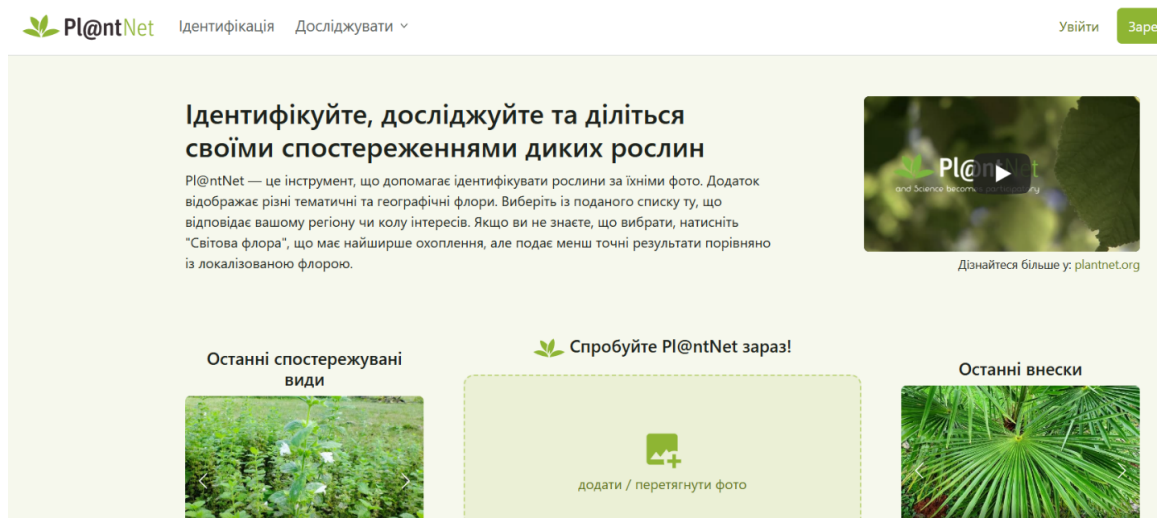 Pl@ntNet Ідентифікація Досліджувати Увійти
Ідентифікуйте, досліджуйте та діліться
своїми спостереженнями диких рослин
Pl@ntNet — це інструмент, що допомагає ідентифікувати рослини за їхніми фото. Додаток
відображає різні тематичні та географічні флори. Виберіть із поданого списку ту, що
відповідає вашому регіону чи колу інтересів. Якщо ви не знаєте, що вибрати, натисніть
"Світова флора", що має найширше охоплення, але подає менш точні результати порівняно
із локалізованою флорою.
Pl@ntNet
and Science becomes participatory
Дізнайтеся більше у: plantnet.org
Останні спостережувані
види
Спробуйте Pl@ntNet зараз!
додати / перетягнути фото
Останні внески